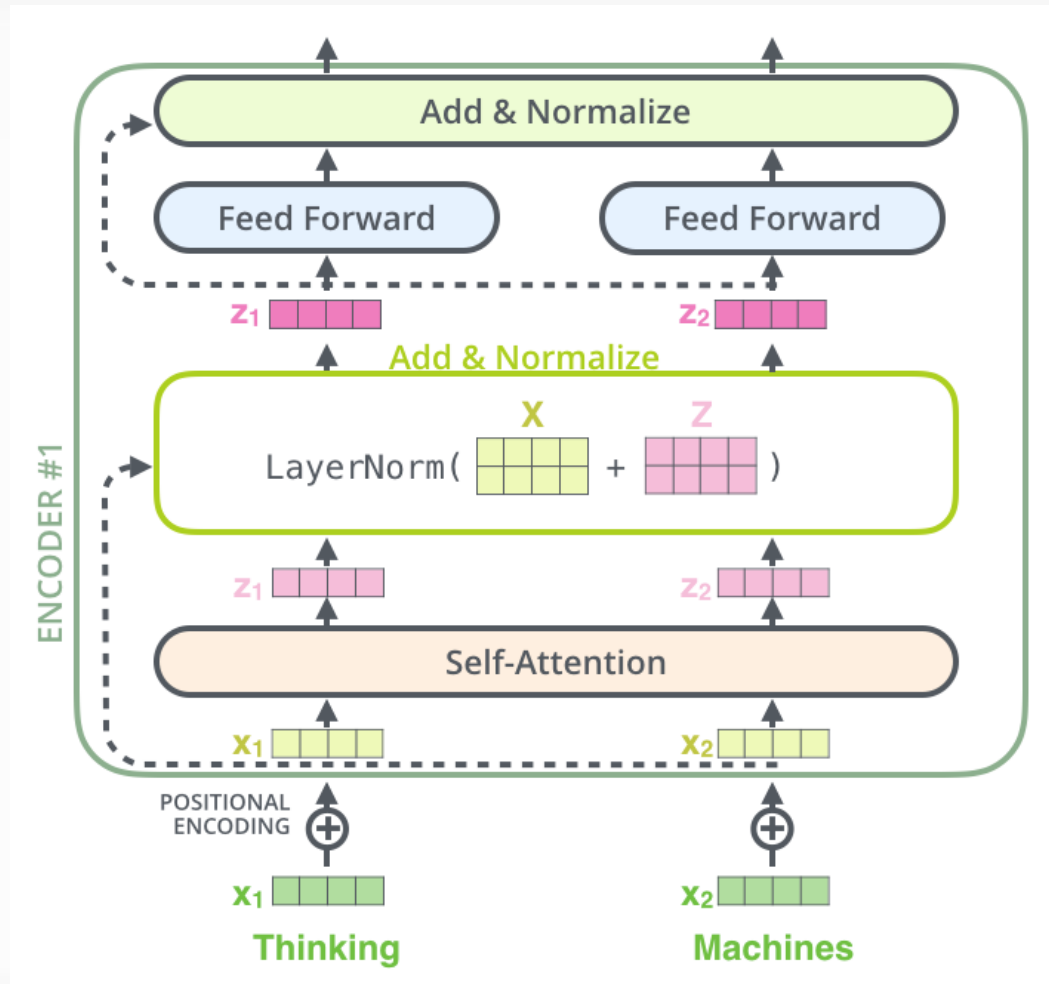 Add & Normalize
Feed Forward
Feed Forward
z1
z2
Add & Normalize
X
Z
LayerNorm( + )
ENCODER #1
z1
z2
Self-Attention
x1
x2
POSITIONAL
ENCODING
x1
x2
Thinking
Machines